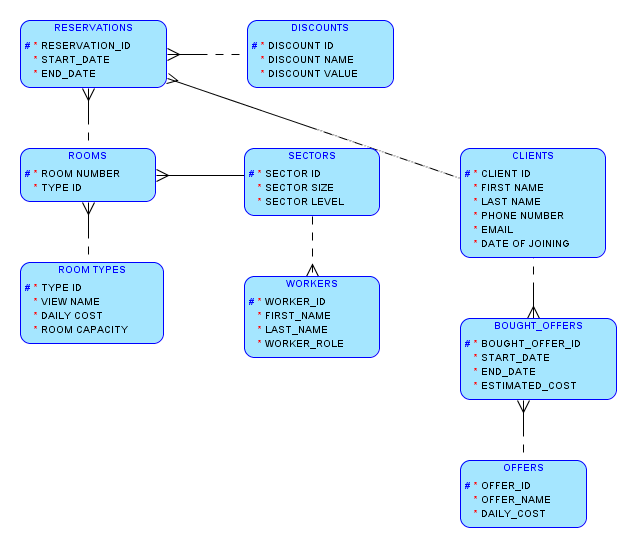 RESERVATIONS
# * RESERVATION_ID
* START_DATE
* END_DATE
DISCOUNTS
# * DISCOUNT ID
* DISCOUNT NAME
* DISCOUNT VALUE
ROOMS
# * ROOM NUMBER
* TYPE ID
SECTORS
# * SECTOR ID
* SECTOR SIZE
* SECTOR LEVEL
CLIENTS
# * CLIENT ID
* FIRST NAME
* LAST NAME
* PHONE NUMBER
* EMAIL
* DATE OF JOINING
ROOM TYPES
# * TYPE ID
* VIEW NAME
* DAILY COST
* ROOM CAPACITY
WORKERS
# * WORKER_ID
* FIRST_NAME
* LAST_NAME
* WORKER_ROLE
BOUGHT_OFFERS
# * BOUGHT_OFFER_ID
* START_DATE
* END_DATE
* ESTIMATED_COST
OFFERS
# * OFFER_ID
* OFFER_NAME
* DAILY_COST